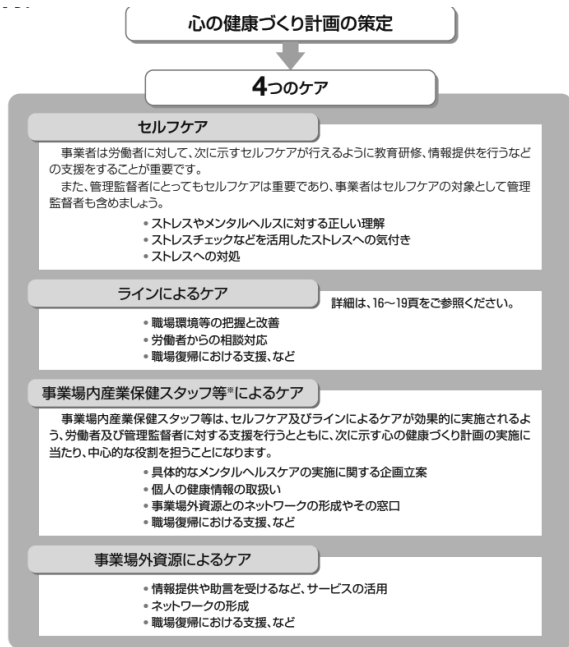 心の健康づくり計画の策定
4つのケア
セルフケア
事業者は労働者に対して、次に示すセルフケアが行えるように教育研修、情報提供を行うなど
の支援をすることが重要です。
また、管理監督者にとってもセルフケアは重要であり、事業者はセルフケアの対象として管理
監督者も含めましょう。
•ストレスやメンタルヘルスに対する正しい理解
•ストレスチェックなどを活用したストレスへの気付き
•ストレスへの対処
ラインによるケア
詳細は、16~19頁をご参照ください。
•職場環境等の把握と改善
•労働者からの相談対応
•職場復帰における支援、など
事業場内産業保健スタッフ等※によるケア
事業場内産業保健スタッフ等は、セルフケア及びラインによるケアが効果的に実施されるよ
う、労働者及び管理監督者に対する支援を行うとともに、次に示す心の健康づくり計画の実施に
当たり、中心的な役割を担うことになります。
•具体的なメンタルヘルスケアの実施に関する企画立案
•個人の健康情報の取扱い
•事業場外資源とのネットワークの形成やその窓口
•職場復帰における支援、など
事業場外資源によるケア
•情報提供や助言を受けるなど、サービスの活用
•ネットワークの形成
•職場復帰における支援、など